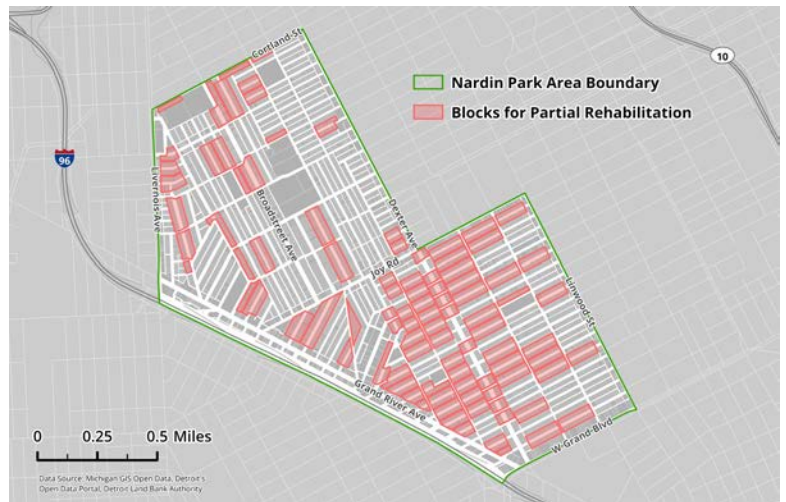 Cortland St
10
Nardin Park Area Boundary
Blocks for Partial Rehabilitation
96
Livernois Ave
Broadstreet Ave
Dexter Ave
Joy Rd
Linwood St
Grand River Ave
W Grand Blvd
0 0.25 0.5 Miles
Data Source: Michigan GIS Open Data, Detroit's
Open Data Portal, Detroit Land Bank Authority